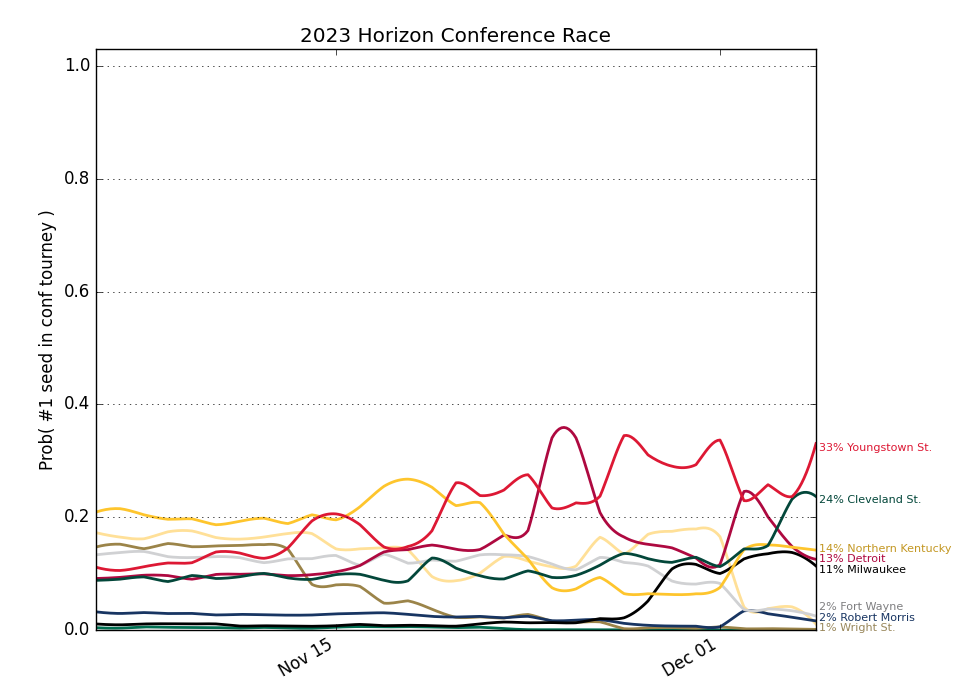 2023 Horizon Conference Race
Prob( #1 seed in conf tourney )
1.0
0.8
0.6
0.4
0.2
0.0
Nov 15
Dec 01
33% Youngstown St.
24% Cleveland St.
14% Northern Kentucky
13% Detroit
11% Milwaukee
2% Fort Wayne
2% Robert Morris
1% Wright St.